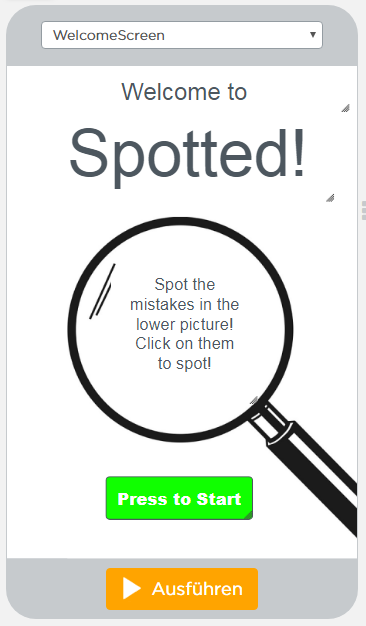 WelcomeScreen
Welcome to
Spotted!
Spot the
mistakes in the
lower picture!
Click on them
to spot!
Press to Start
Ausführen